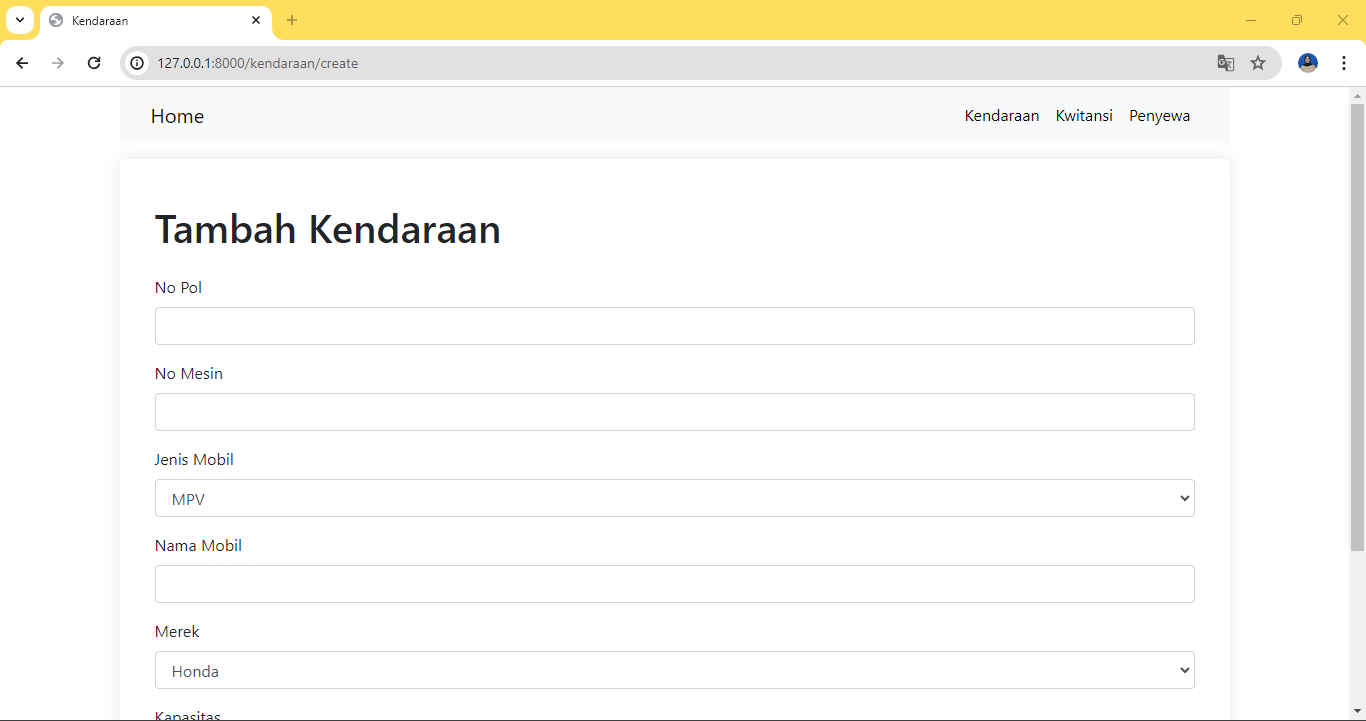 Kendaraan
127.0.0.1:8000/kendaraan/create
Home Kendaraan Kwitansi Penyewa
Tambah Kendaraan
No Pol
No Mesin
Jenis Mobil
MPV
Nama Mobil
Merek
Honda
Kapasitas